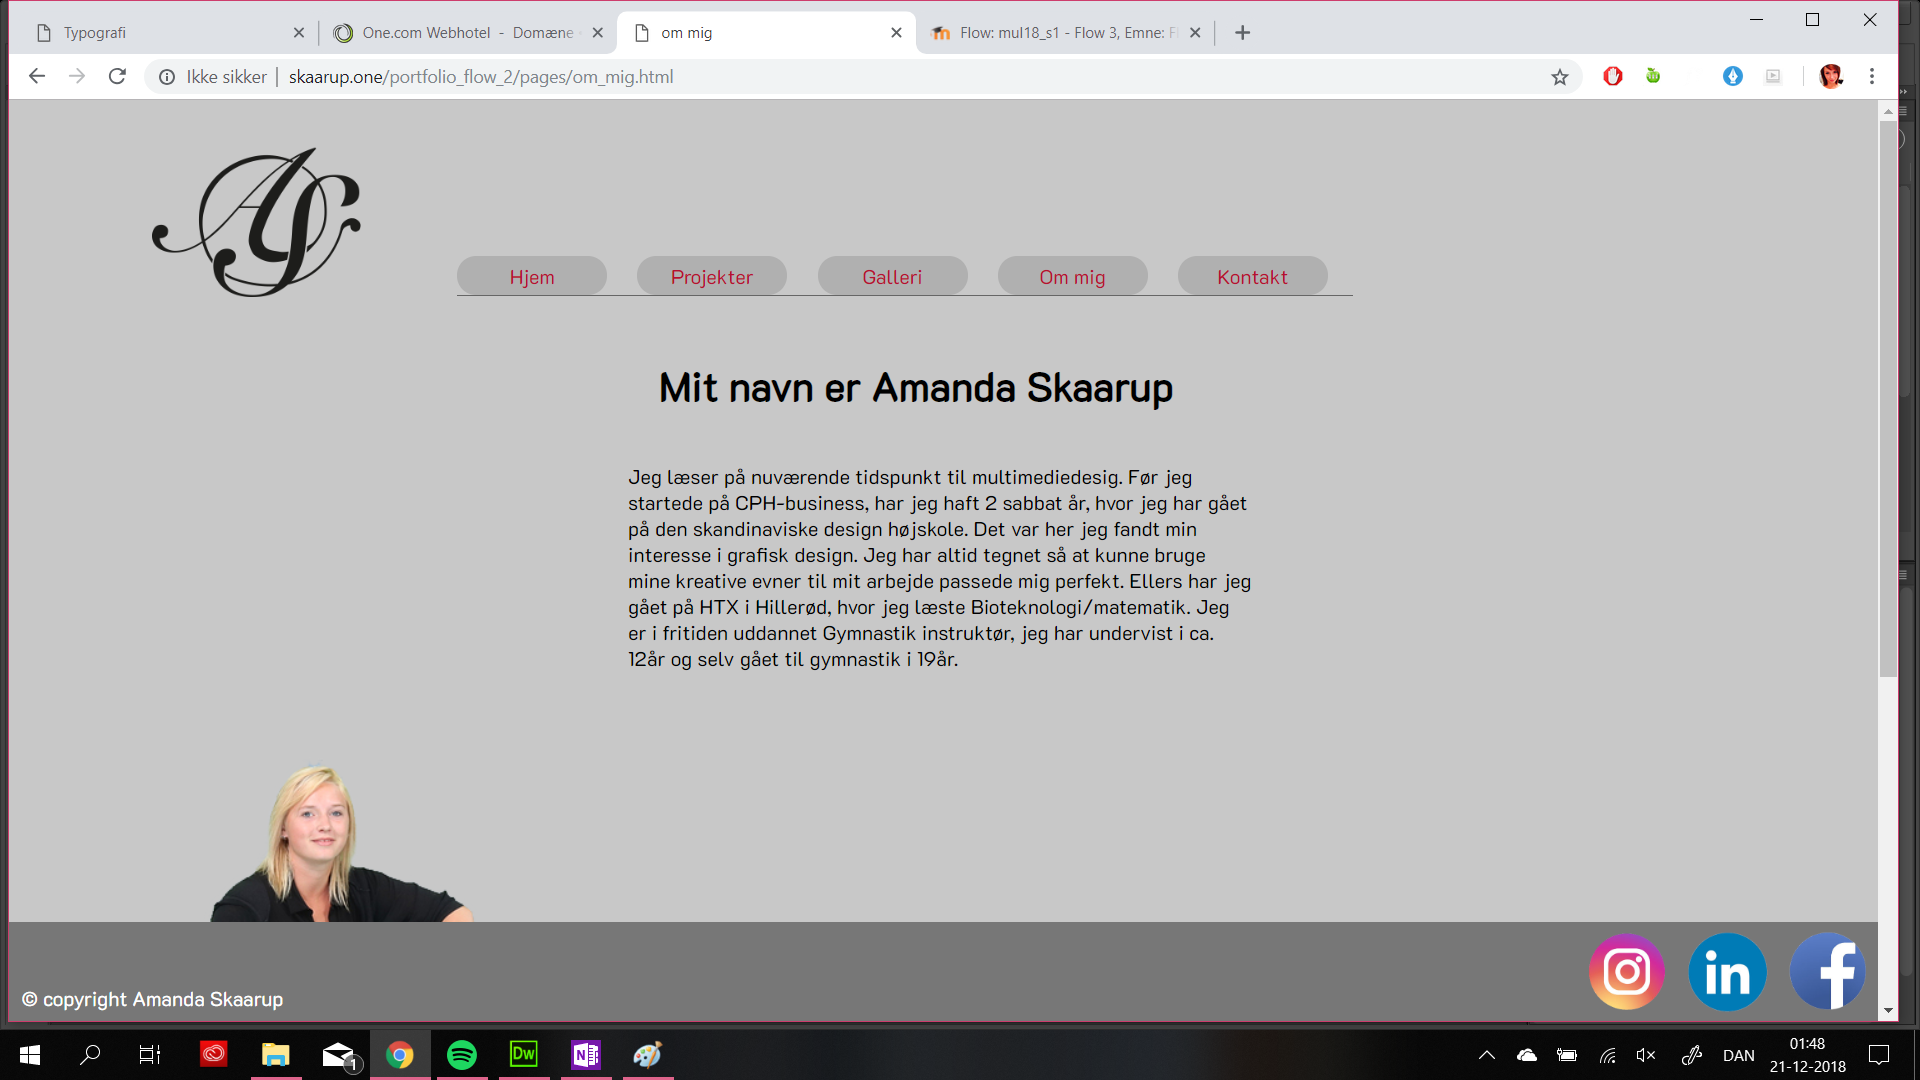 Typografi
One.com Webhotel - Domæne
om mig
Flow: mul18_s1 - Flow 3, Emne: F
Ikke sikker | skaarup.one/portfolio_flow_2/pages/om_mig.html
AS
Hjem Projekter Galleri Om mig Kontakt
Mit navn er Amanda Skaarup
Jeg læser på nuværende tidspunkt til multimediedesig. Før jeg
startede på CPH-business, har jeg haft 2 sabbat år, hvor jeg har gået
på den skandinaviske design højskole. Det var her jeg fandt min
interesse i grafisk design. Jeg har altid tegnet så at kunne bruge
mine kreative evner til mit arbejde passede mig perfekt. Ellers har jeg
gået på HTX i Hillerød, hvor jeg læste Bioteknologi/matematik. Jeg
er i fritiden uddannet Gymnastik instruktør, jeg har undervist i ca.
12år og selv gået til gymnastik i 19år.
© copyright Amanda Skaarup
in f
1
Dw
N
DAN
01:48
21-12-2018